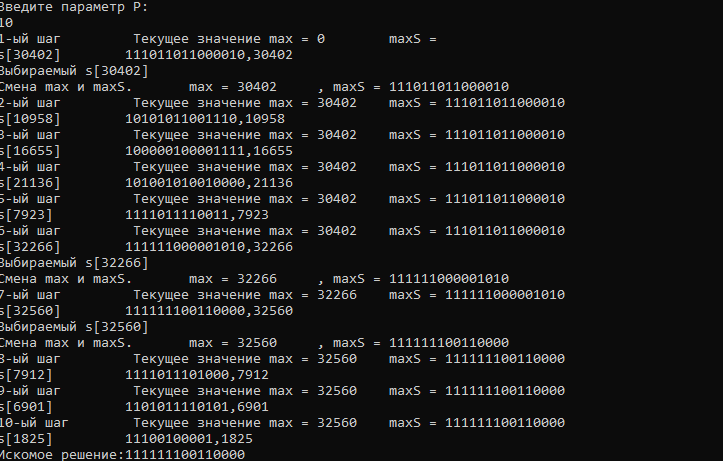 Введите параметр P:
10
1-ый шаг Текущее значение max = 0 maxS =
s[30402] 111011011000010,30402
Выбираемый s[30402]
Смена max и maxS. max = 30402 , maxS = 111011011000010
2-ый шаг Текущее значение max = 30402 maxS = 111011011000010
s[10958] 10101011001110,10958
3-ый шаг Текущее значение max = 30402 maxS = 111011011000010
s[16655] 100000100001111,16655
4-ый шаг Текущее значение max = 30402 maxS = 111011011000010
s[21136] 101001010010000,21136
5-ый шаг Текущее значение max = 30402 maxS = 111011011000010
s[7923] 1111011110011,7923
6-ый шаг Текущее значение max = 30402 maxS = 111011011000010
s[32266] 111111000001010,32266
Выбираемый s[32266]
Смена max и maxS. max = 32266 , maxS = 111111000001010
7-ый шаг Текущее значение max = 32266 maxS = 111111000001010
s[32560] 111111100110000,32560
Выбираемый s[32560]
Смена max и maxS. max = 32560 , maxS = 111111100110000
8-ый шаг Текущее значение max = 32560 maxS = 111111100110000
s[7912] 1111011101000,7912
9-ый шаг Текущее значение max = 32560 maxS = 111111100110000
s[6901] 1101011110101,6901
10-ый шаг Текущее значение max = 32560 maxS = 111111100110000
s[1825] 11100100001,1825
Искомое решение:111111100110000